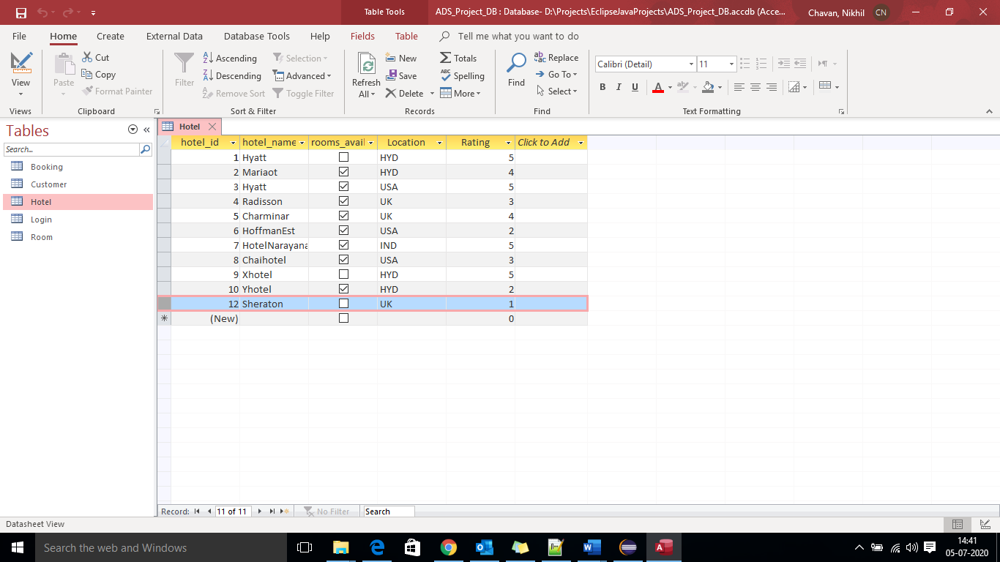 Table Tools
ADS_Project_DB : Database- D:\Projects\EclipseJavaProjects\ADS_Project_DB.accdb (Acce...
Chavan, Nikhil CN
File Home Create External Data Database Tools Help Fields Table Tell me what you want to do
View
Views
Paste
Cut
Copy
Format Painter
Clipboard
Filter
Ascending
Descending
Remove Sort
Selection
Advanced
Toggle Filter
Sort & Filter
Refresh
All
New
Save
Delete
Totals
Spelling
More
Records
Find
Replace
Go To
Select
Find
Calibri (Detail) 11
B I U
Text Formatting
Tables
Search...
Booking
Customer
Hotel
Login
Room
Hotel
hotel_id hotel_name rooms_avail Location Rating Click to Add
1 Hyatt HYD 5
2 Mariaot HYD 4
3 Hyatt USA 5
4 Radisson UK 3
5 Charminar UK 4
6 HoffmanEst USA 2
7 HotelNarayana IND 5
8 Chaihotel USA 3
9 Xhotel HYD 5
10 Yhotel HYD 2
12 Sheraton UK 1
(New) 0
Record: 11 of 11 No Filter Search
Datasheet View
Search the web and Windows
14:41
05-07-2020